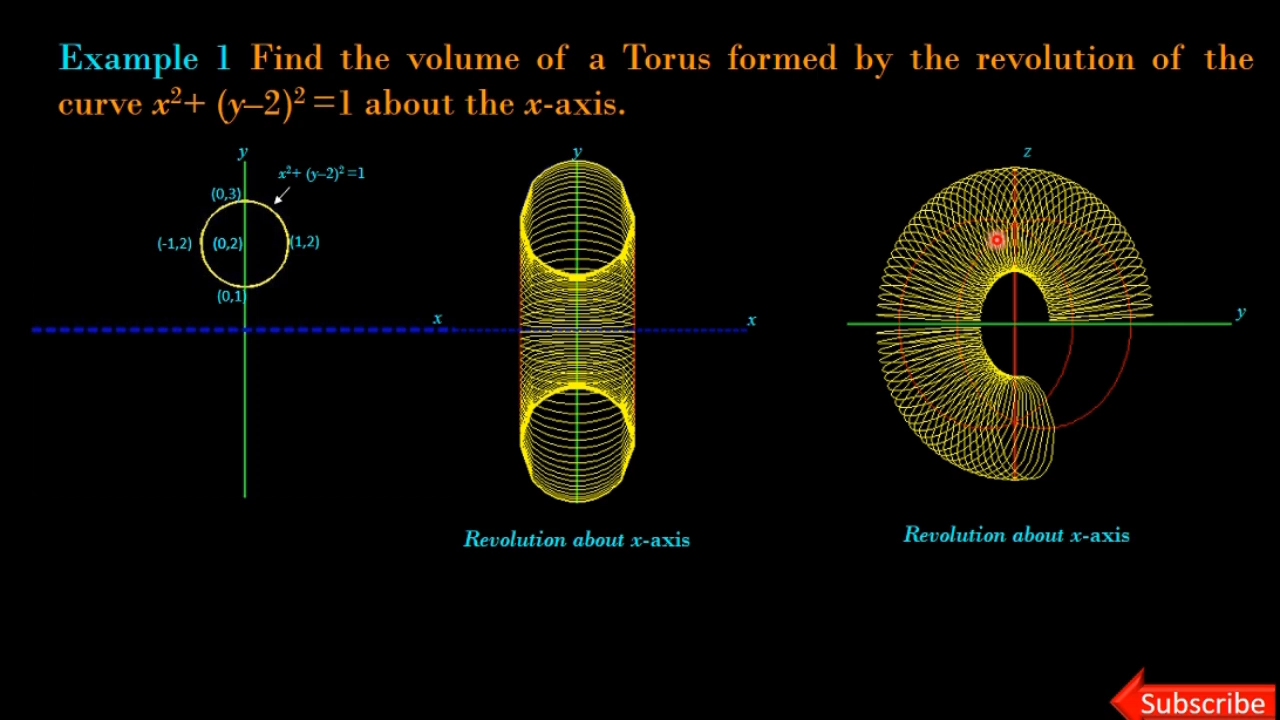 Example 1 Find the volume of a Torus formed by the revolution of the
curve x²+ (y–2)² =1 about the x-axis.
y
x²+ (y–2)² =1
(0,3)
(-1,2) (0,2) (1,2)
(0,1)
x
y
x
Revolution about x-axis
z
y
Revolution about x-axis
Subscribe